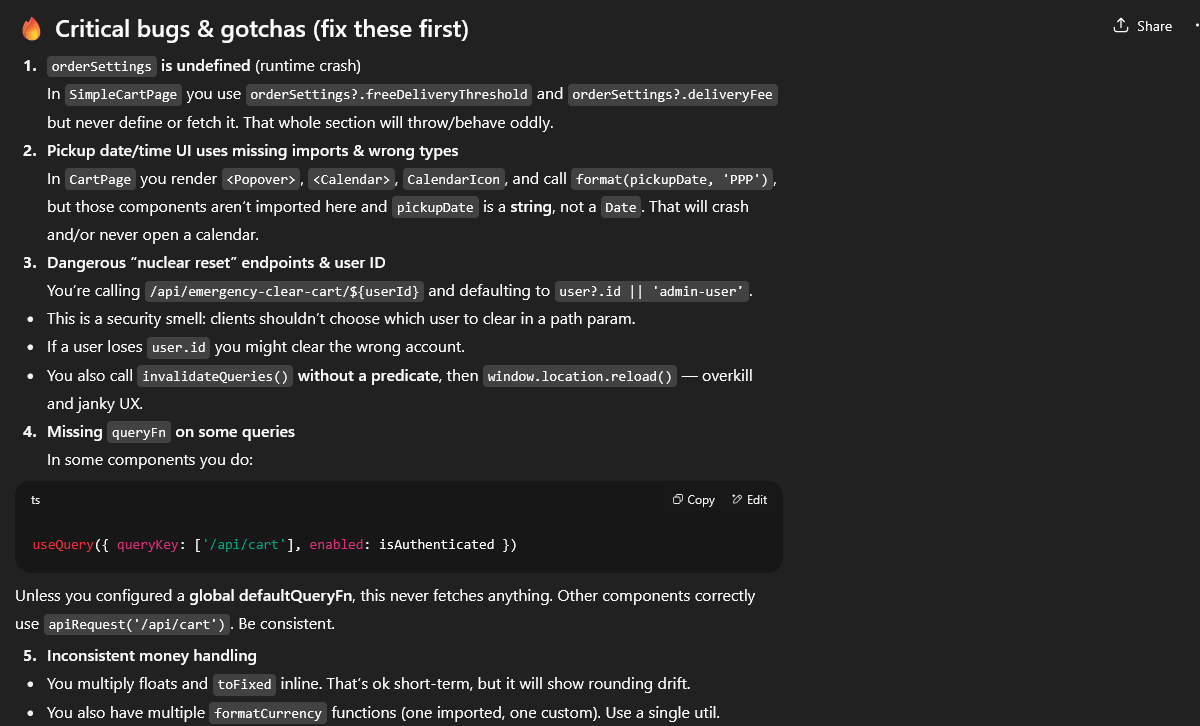 🔥 Critical bugs & gotchas (fix these first)
Share
1. orderSettings is undefined (runtime crash)
In SimpleCartPage you use orderSettings?.freeDeliveryThreshold and orderSettings?.deliveryFee
but never define or fetch it. That whole section will throw/behave oddly.
2. Pickup date/time UI uses missing imports & wrong types
In CartPage you render <Popover>, <Calendar>, CalendarIcon, and call format(pickupDate, 'PPP'),
but those components aren’t imported here and pickupDate is a string, not a Date. That will crash
and/or never open a calendar.
3. Dangerous “nuclear reset” endpoints & user ID
You’re calling /api/emergency-clear-cart/${userId} and defaulting to user?.id || 'admin-user'.
• This is a security smell: clients shouldn’t choose which user to clear in a path param.
• If a user loses user.id you might clear the wrong account.
• You also call invalidateQueries() without a predicate, then window.location.reload() — overkill
and janky UX.
4. Missing queryFn on some queries
In some components you do:
ts
Copy
Edit
useQuery({ queryKey: ['/api/cart'], enabled: isAuthenticated })
Unless you configured a global defaultQueryFn, this never fetches anything. Other components correctly
use apiRequest('/api/cart'). Be consistent.
5. Inconsistent money handling
• You multiply floats and toFixed inline. That’s ok short-term, but it will show rounding drift.
• You also have multiple formatCurrency functions (one imported, one custom). Use a single util.